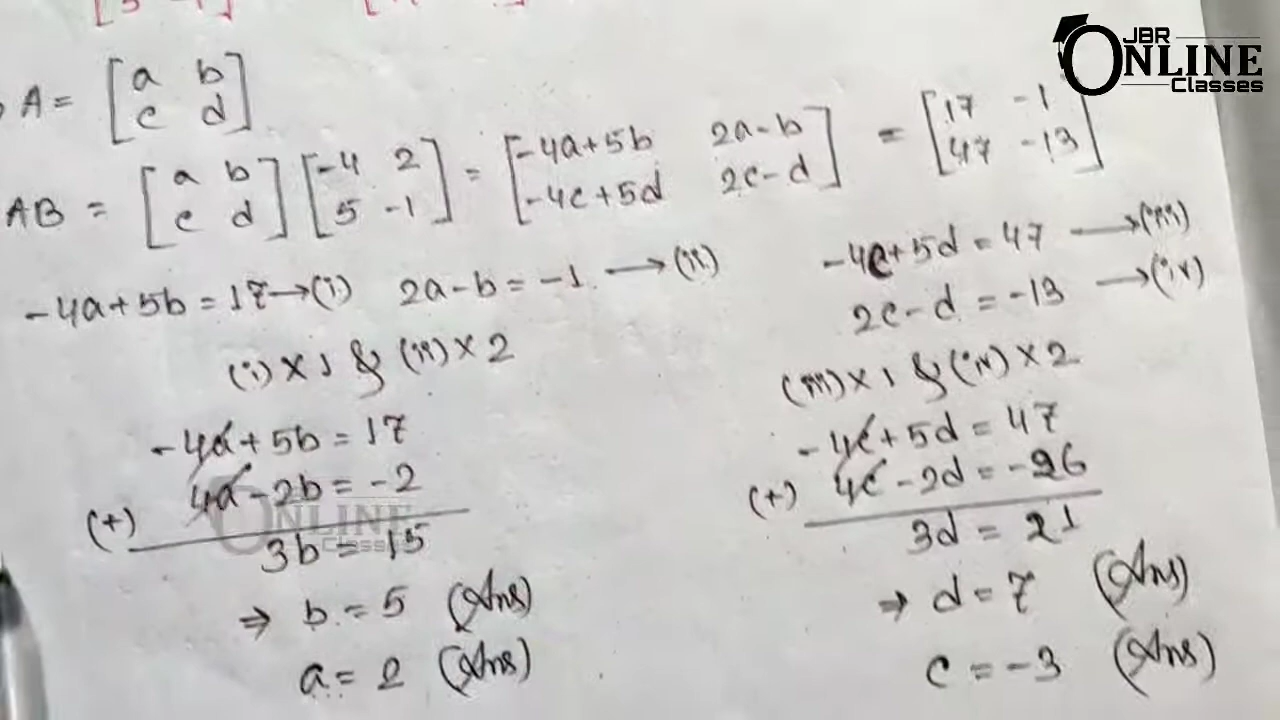 JBR
ONLINE
Classes
A = [a b
c d]
AB = [a b
c d] [-4 2
5 -1] = [-4a+5b 2a-b
-4c+5d 2c-d] = [17 -1
47 -13]
-4a+5b = 17 → (i) 2a-b = -1 → (ii)
(i) × 1 & (ii) × 2
-4a+5b = 17
4a-2b = -2
(+)
3b = 15
⇒ b = 5 (Ans)
a = 2 (Ans)
-4c+5d = 47 → (iii)
2c-d = -13 → (iv)
(iii) × 1 & (iv) × 2
-4c+5d = 47
(+) 4c-2d = -26
3d = 21
⇒ d = 7 (Ans)
c = -3 (Ans)
ONLINE
Classes